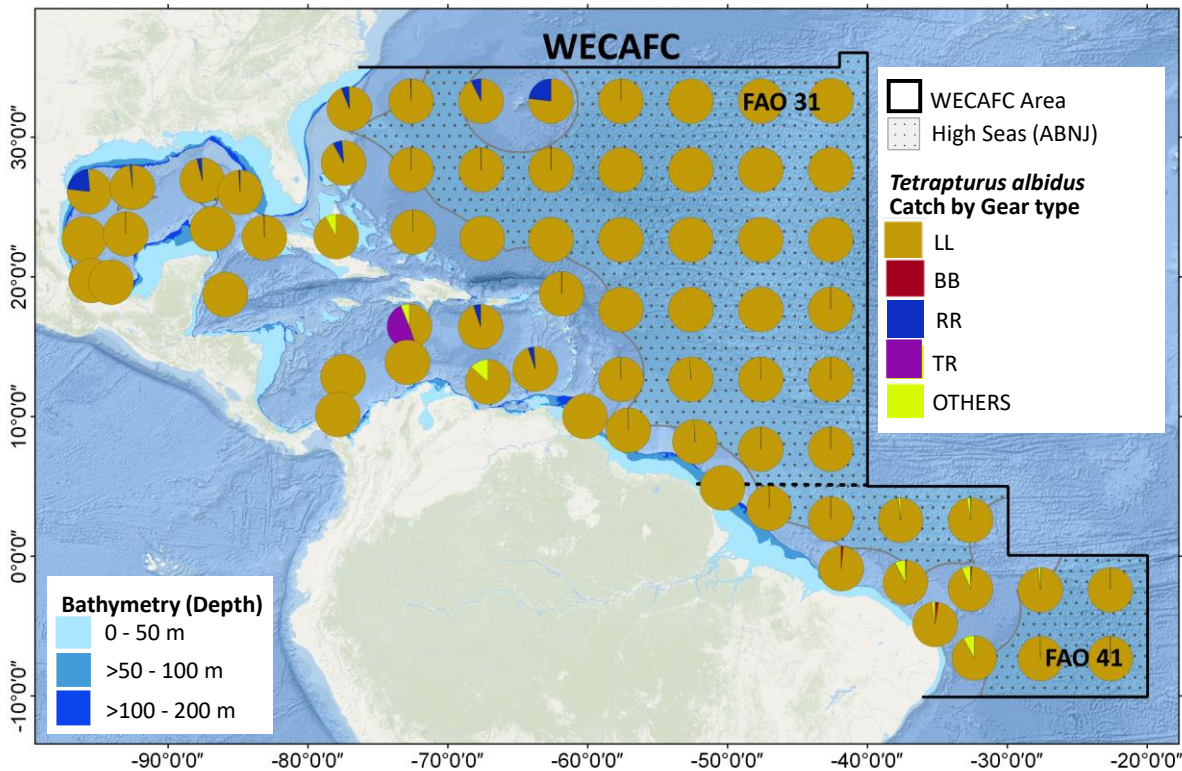 WECAFC
FAO 31
WECAFC Area
High Seas (ABNJ)
Tetrapturus albidus
Catch by Gear type
LL
BB
RR
TR
OTHERS
FAO 41
Bathymetry (Depth)
0 - 50 m
>50 - 100 m
>100 - 200 m
30°0'0"
20°0'0"
10°0'0"
0°0'0"
-10°0'0"
-90°0'0"
-80°0'0"
-70°0'0"
-60°0'0"
-50°0'0"
-40°0'0"
-30°0'0"
-20°0'0"